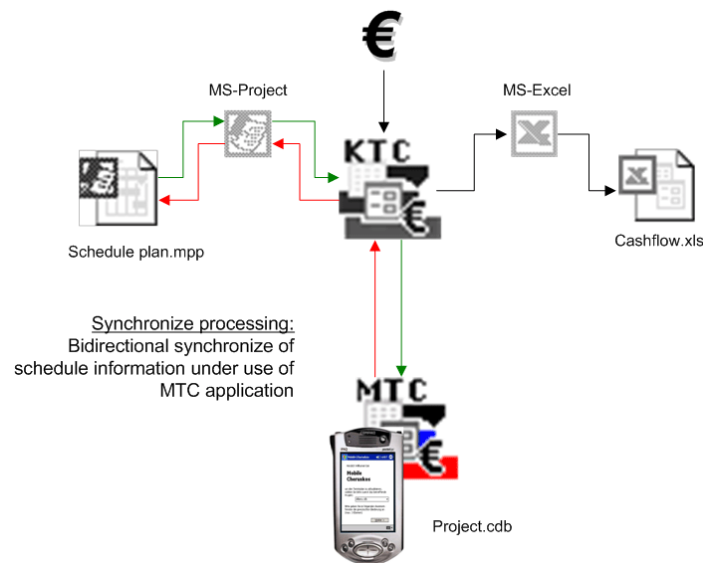 €
MS-Project
MS-Excel
KTC
€
Schedule plan.mpp
Cashflow.xls
Synchronize processing:
Bidirectional synchronize of
schedule information under use of
MTC application
MTC
€
Mobile
Project.cdb